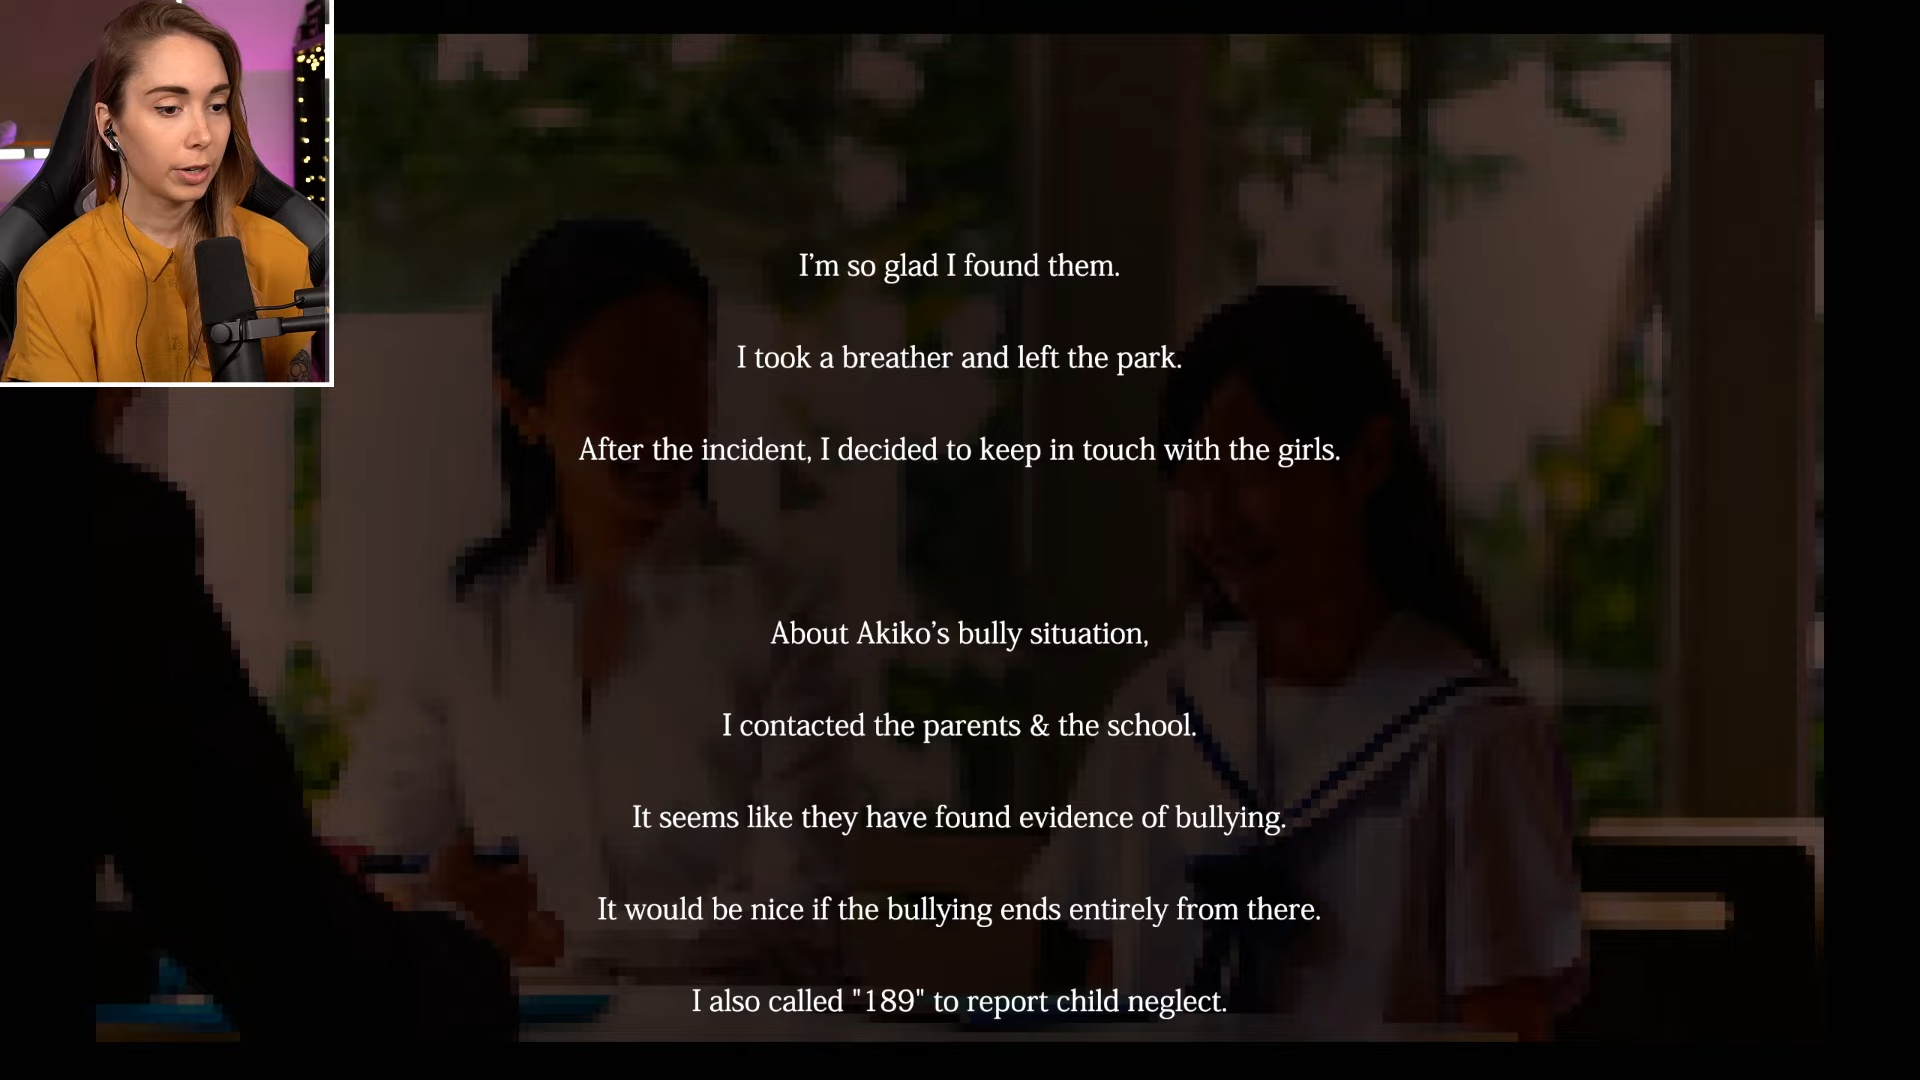 I'm so glad I found them.
I took a breather and left the park.
After the incident, I decided to keep in touch with the girls.
About Akiko's bully situation,
I contacted the parents & the school.
It seems like they have found evidence of bullying.
It would be nice if the bullying ends entirely from there.
I also called "189" to report child neglect.